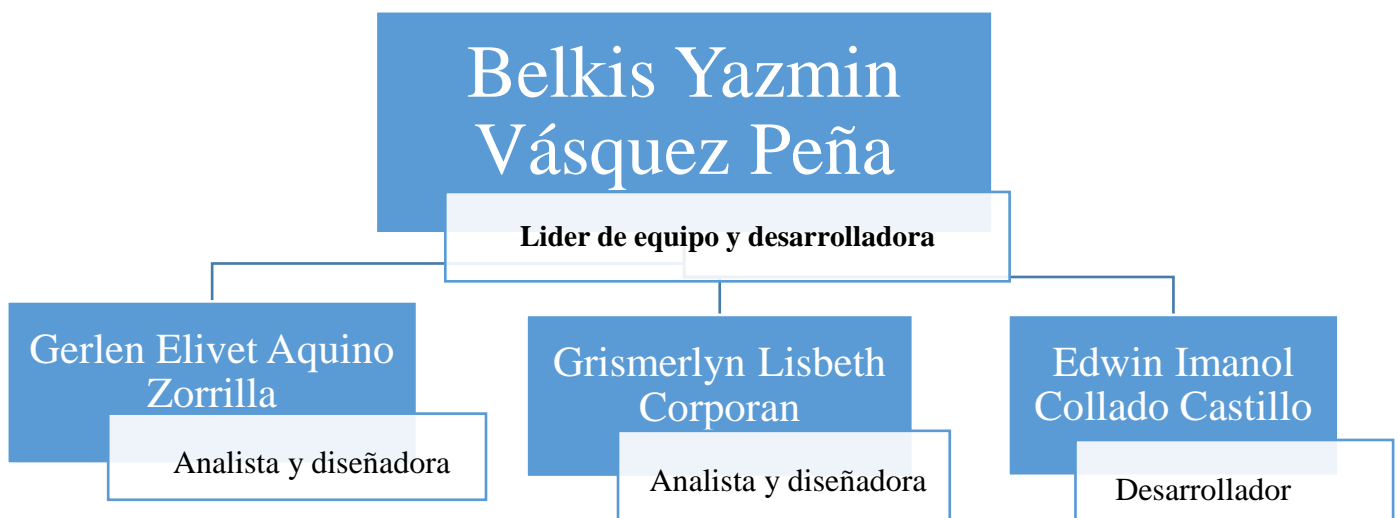 Belkis Yazmin
Vásquez Peña
Lider de equipo y desarrolladora
Gerlen Elivet Aquino
Zorrilla
Analista y diseñadora
Grismerlyn Lisbeth
Corporan
Analista y diseñadora
Edwin Imanol
Collado Castillo
Desarrollador